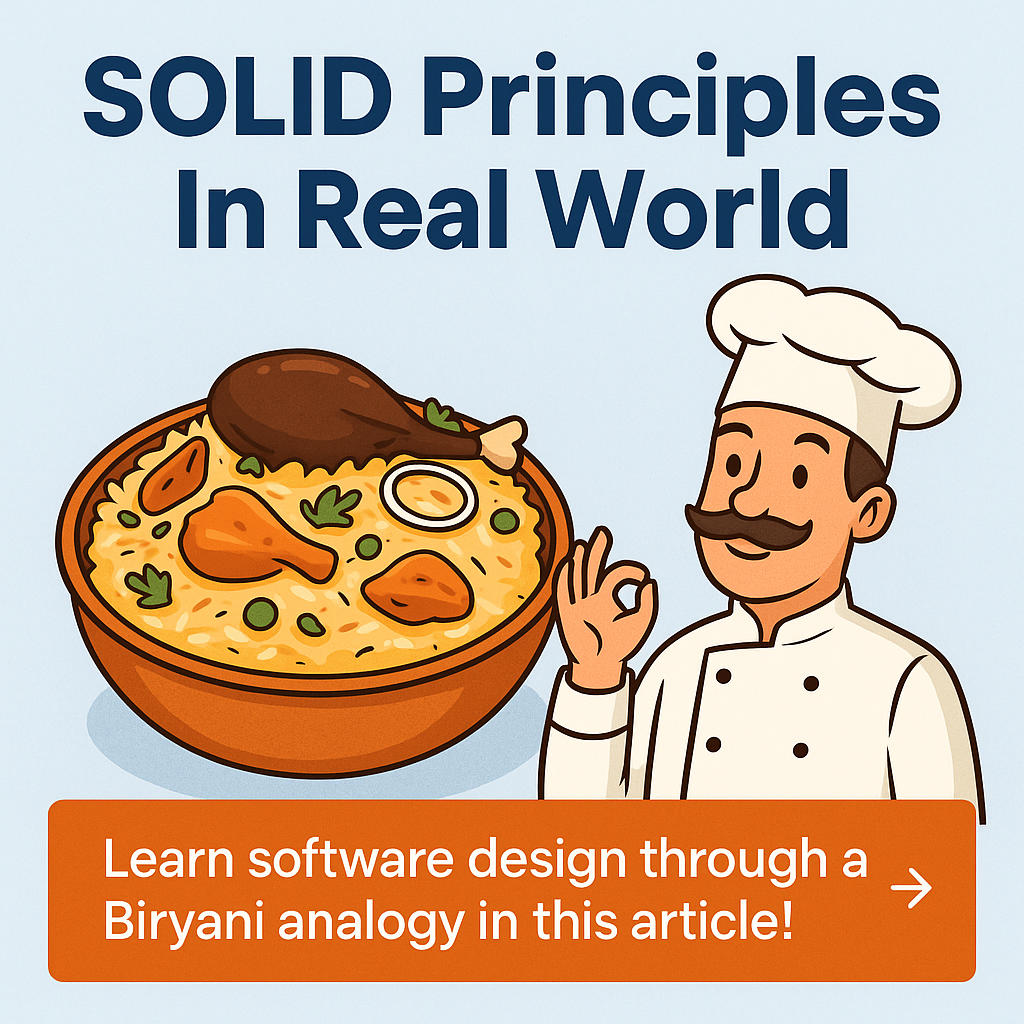 SOLID Principles
In Real World
Learn software design through a
Biryani analogy in this article!